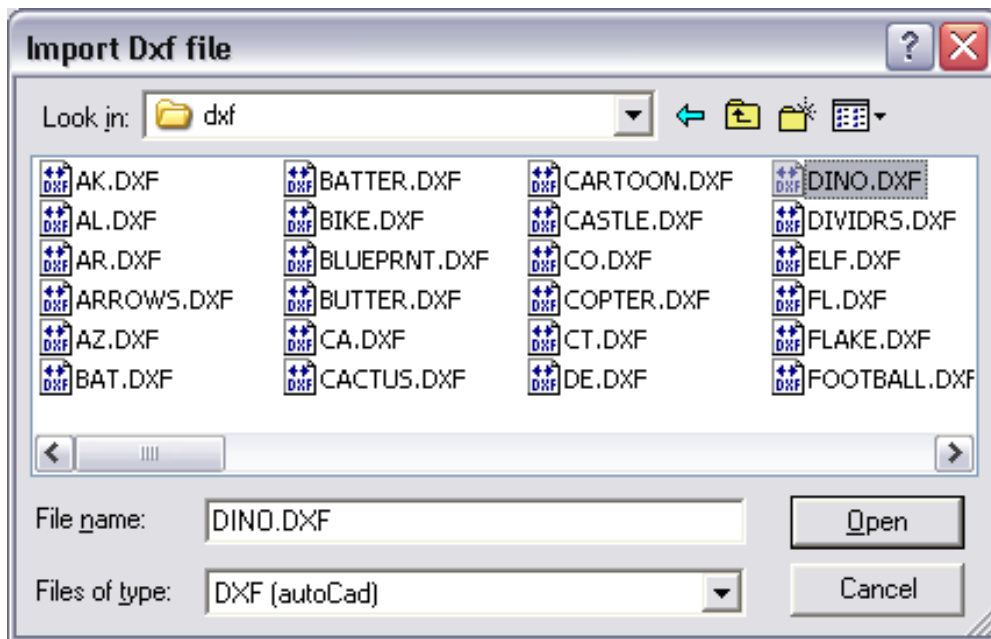 Import Dxf file
Look in: dxf
AK.DXF BATTER.DXF CARTOON.DXF DINO.DXF
AL.DXF BIKE.DXF CASTLE.DXF DIVIDRS.DXF
AR.DXF BLUEPRNT.DXF CO.DXF ELF.DXF
ARROWS.DXF BUTTER.DXF COPTER.DXF FL.DXF
AZ.DXF CA.DXF CT.DXF FLAKE.DXF
BAT.DXF CACTUS.DXF DE.DXF FOOTBALL.DXF
File name: DINO.DXF Open
Files of type: DXF (autoCad) Cancel